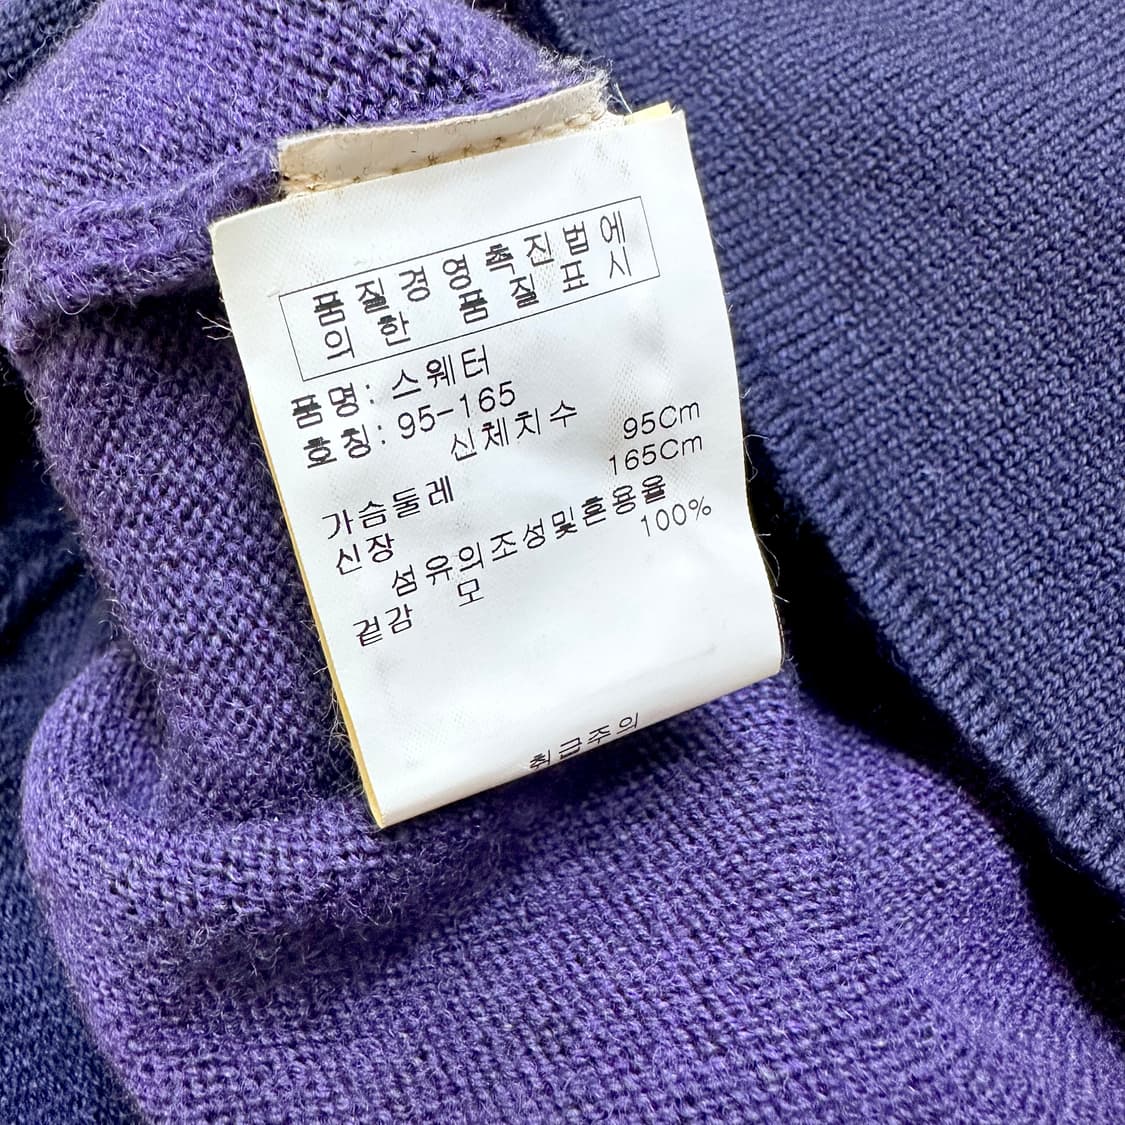 품질경영촉진법에
의한 품질표시
품명: 스웨터
호칭: 95-165
신체치수
가슴둘레 95Cm
신장 165Cm
섬유의조성및혼용율
겉감 모 100%
취급주의